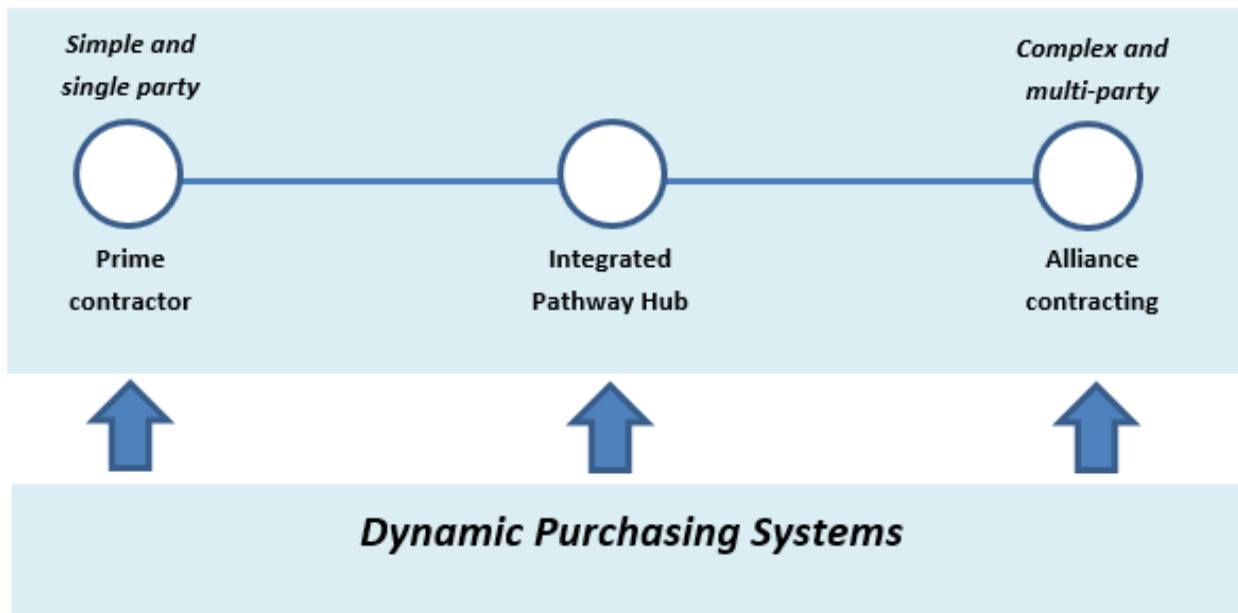 Simple and
single party
Complex and
multi-party
Prime
contractor
Integrated
Pathway Hub
Alliance
contracting
Dynamic Purchasing Systems